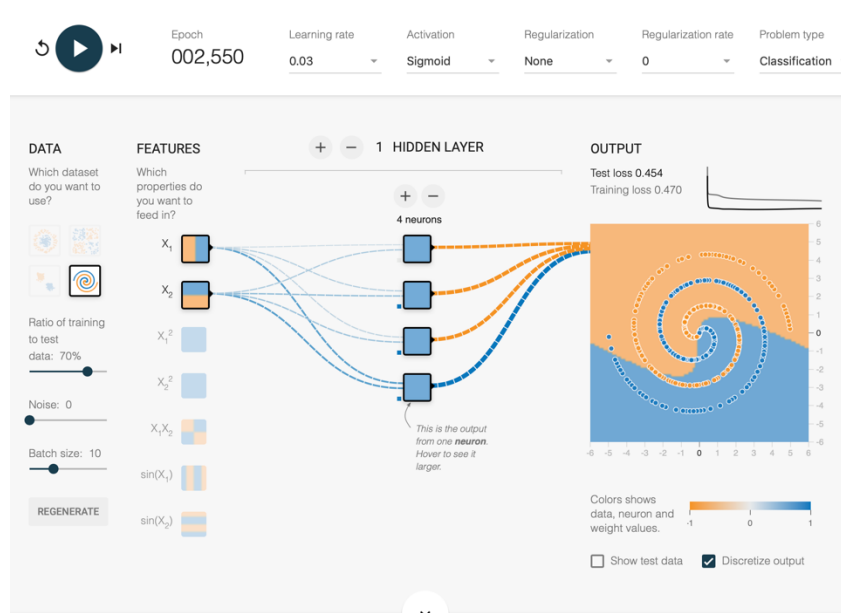 Epoch
002,550
Learning rate
0.03
Activation
Sigmoid
Regularization
None
Regularization rate
0
Problem type
Classification
DATA
Which dataset
do you want to
use?
Ratio of training
to test
data: 70%
Noise: 0
Batch size: 10
REGENERATE
FEATURES
Which
properties do
you want to
feed in?
X1
X2
X1²
X2²
X1X2
sin(X1)
sin(X2)
+ − 1 HIDDEN LAYER
+ −
4 neurons
This is the output
from one neuron.
Hover to see it
larger.
OUTPUT
Test loss 0.454
Training loss 0.470
6
5
4
3
2
1
0
-1
-2
-3
-4
-5
-6
-6 -5 -4 -3 -2 -1 0 1 2 3 4 5 6
Colors shows
data, neuron and
weight values.
-1 0 1
Show test data
Discretize output